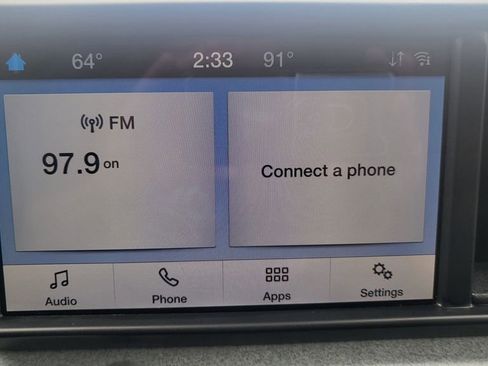 64° 2:33 91°
FM
97.9 on
Connect a phone
Audio Phone Apps Settings